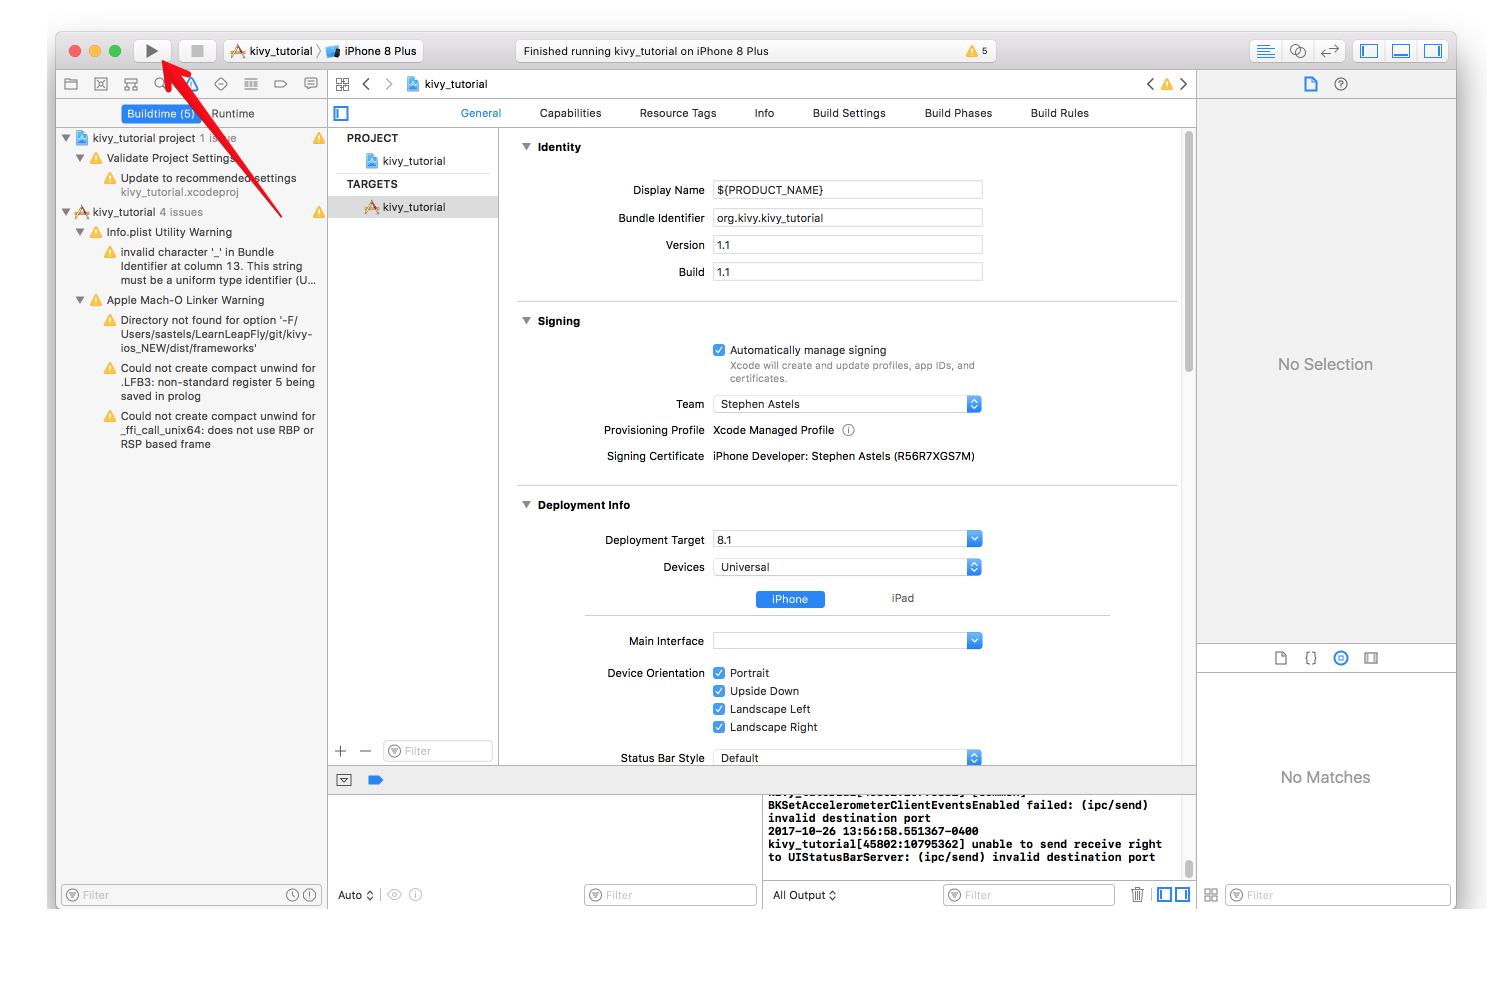 kivy_tutorial
iPhone 8 Plus
Finished running kivy_tutorial on iPhone 8 Plus
5
kivy_tutorial
Buildtime (5)
Runtime
General
Capabilities
Resource Tags
Info
Build Settings
Build Phases
Build Rules
kivy_tutorial project 1 issue
Validate Project Settings
Update to recommended settings
kivy_tutorial.xcodeproj
kivy_tutorial 4 issues
Info.plist Utility Warning
invalid character '_' in Bundle
Identifier at column 13. This string
must be a uniform type identifier (U...
Apple Mach-O Linker Warning
Directory not found for option '-F/
Users/sastels/LearnLeapFly/git/kivy-
ios_NEW/dist/frameworks'
Could not create compact unwind for
.LFB3: non-standard register 5 being
saved in prolog
Could not create compact unwind for
_ffi_call_unix64: does not use RBP or
RSP based frame
Filter
PROJECT
kivy_tutorial
TARGETS
kivy_tutorial
Filter
Identity
Display Name ${PRODUCT_NAME}
Bundle Identifier org.kivy.kivy_tutorial
Version 1.1
Build 1.1
Signing
Automatically manage signing
Xcode will create and update profiles, app IDs, and
certificates.
Team Stephen Astels
Provisioning Profile Xcode Managed Profile
Signing Certificate iPhone Developer: Stephen Astels (R56R7XGS7M)
Deployment Info
Deployment Target 8.1
Devices Universal
iPhone
iPad
Main Interface
Device Orientation Portrait
Upside Down
Landscape Left
Landscape Right
Status Bar Style Default
BKSetAccelerometerClientEventsEnabled failed: (ipc/send)
invalid destination port
2017-10-26 13:56:58.551367-0400
kivy_tutorial[45802:10795362] unable to send receive right
to UIStatusBarServer: (ipc/send) invalid destination port
Auto
Filter
All Output
Filter
No Selection
{}
No Matches
Filter